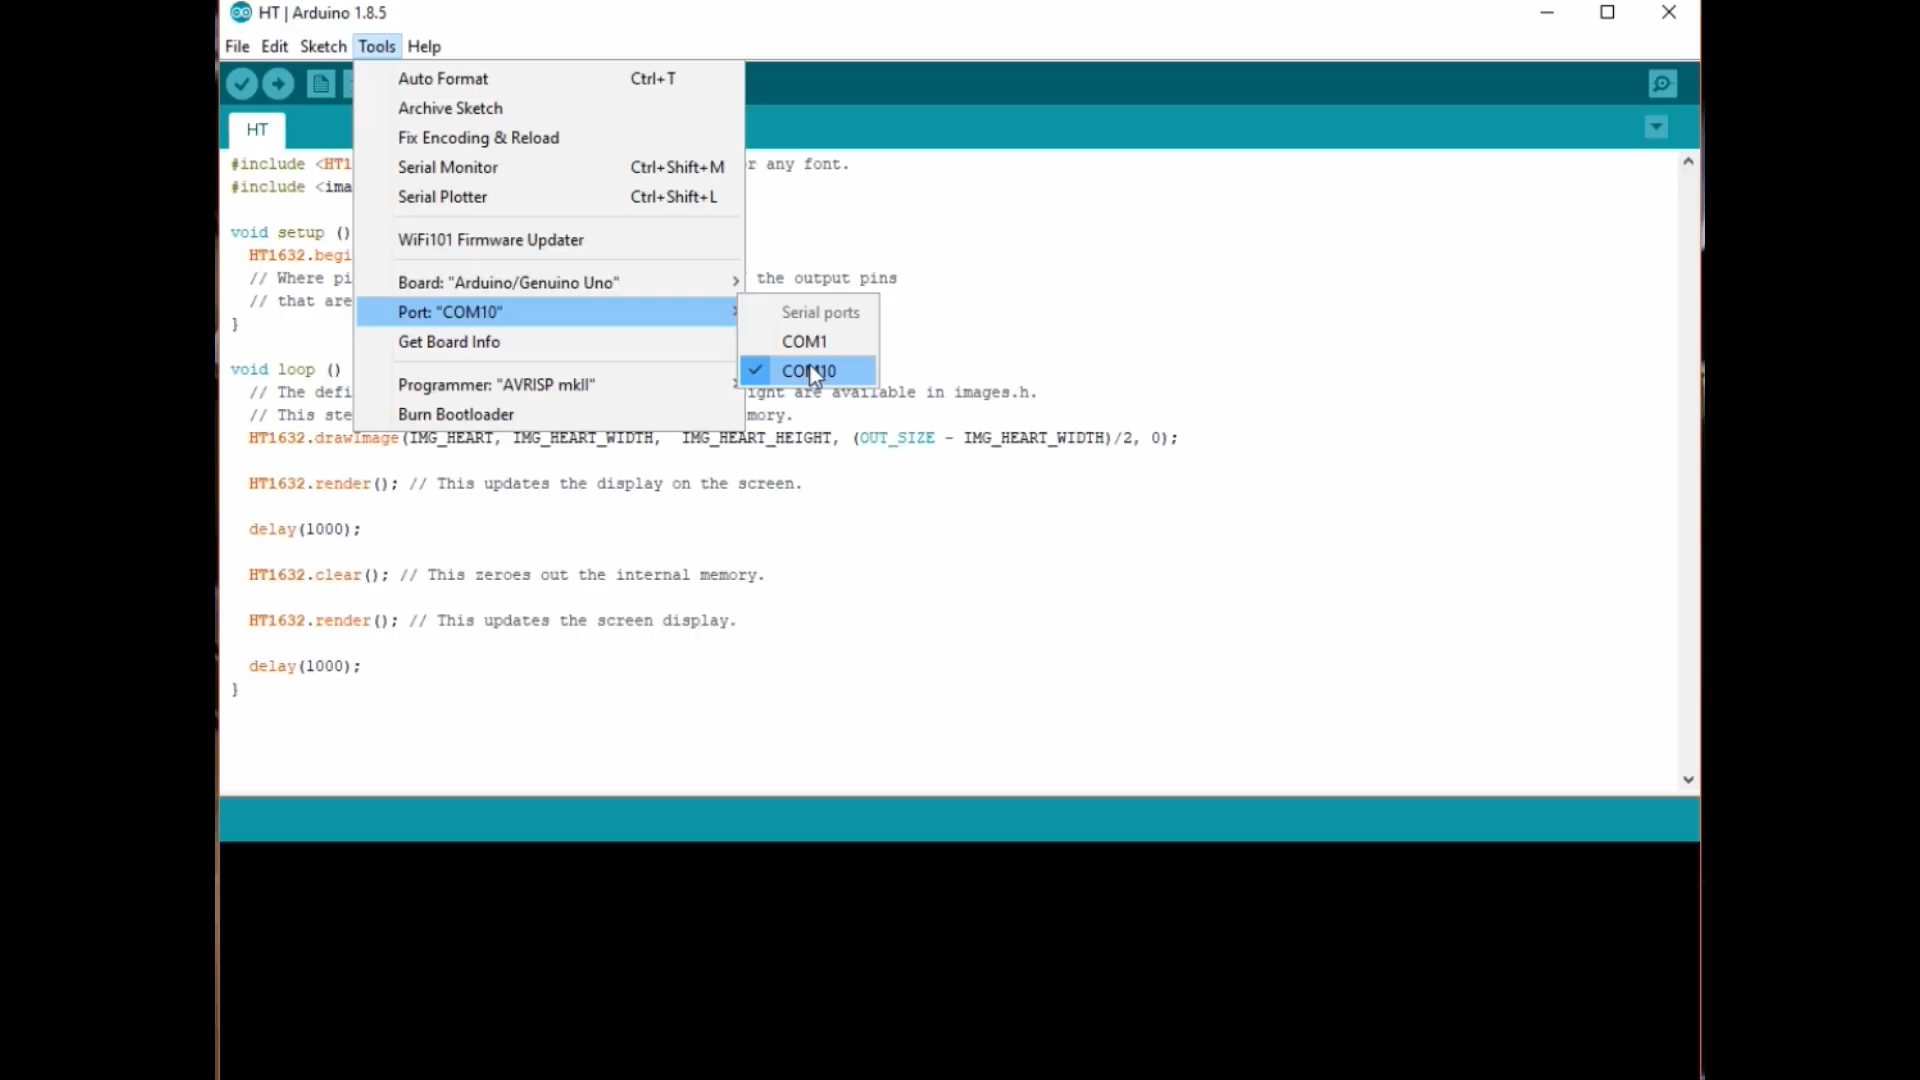 HT | Arduino 1.8.5
File Edit Sketch Tools Help
HT
Auto Format Ctrl+T
Archive Sketch
Fix Encoding & Reload
Serial Monitor Ctrl+Shift+M
Serial Plotter Ctrl+Shift+L
WiFi101 Firmware Updater
Board: "Arduino/Genuino Uno"
Port: "COM10"
Get Board Info
Programmer: "AVRISP mkII"
Burn Bootloader
Serial ports
COM1
COM10
#include <HT1 r any font.
#include <ima
void setup ()
HT1632.begi
// Where pi the output pins
// that are
}
void loop ()
// The defi ight are available in images.h.
// This ste mory.
HT1632.drawImage(IMG_HEART, IMG_HEART_WIDTH, IMG_HEART_HEIGHT, (OUT_SIZE - IMG_HEART_WIDTH)/2, 0);
HT1632.render(); // This updates the display on the screen.
delay(1000);
HT1632.clear(); // This zeroes out the internal memory.
HT1632.render(); // This updates the screen display.
delay(1000);
}